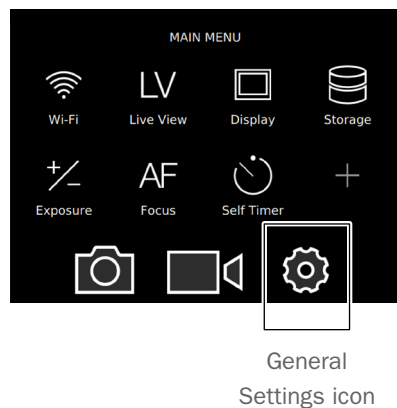 MAIN MENU
LV
Wi-Fi Live View Display Storage
+/-
AF
Exposure Focus Self Timer
General
Settings icon